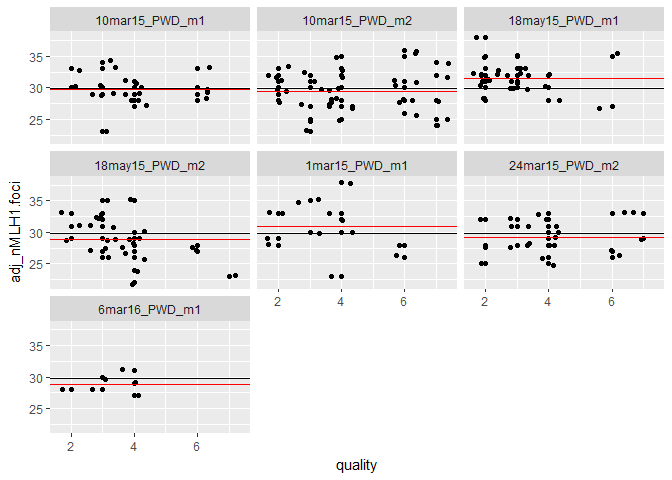 10mar15_PWD_m1 10mar15_PWD_m2 18may15_PWD_m1
35
30
25
18may15_PWD_m2 1mar15_PWD_m1 24mar15_PWD_m2
adj_nMLH1.foci
35
30
25
2 4 6 2 4 6
6mar16_PWD_m1
35
30
25
2 4 6
quality